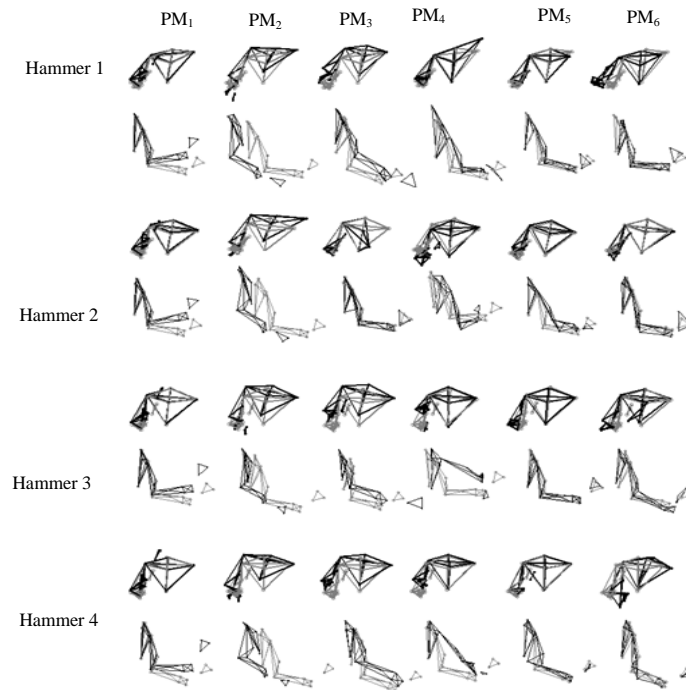 PM₁ PM₂ PM₃ PM₄ PM₅ PM₆
Hammer 1
Hammer 2
Hammer 3
Hammer 4